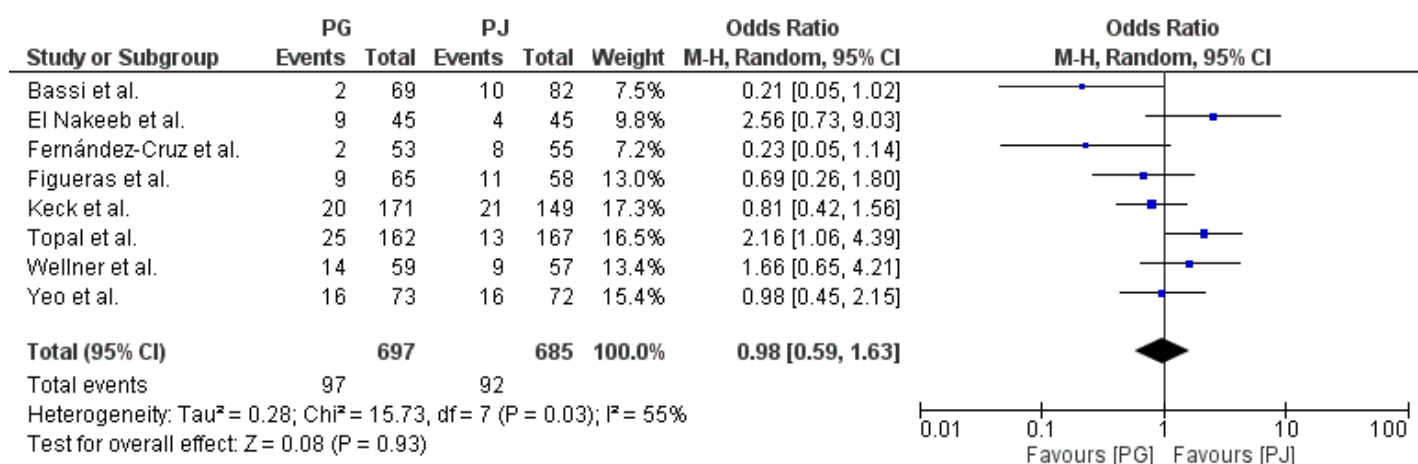 PG PJ Odds Ratio Odds Ratio
Study or Subgroup Events Total Events Total Weight M-H, Random, 95% CI M-H, Random, 95% CI
Bassi et al. 2 69 10 82 7.5% 0.21 [0.05, 1.02]
El Nakeeb et al. 9 45 4 45 9.8% 2.56 [0.73, 9.03]
Fernández-Cruz et al. 2 53 8 55 7.2% 0.23 [0.05, 1.14]
Figueras et al. 9 65 11 58 13.0% 0.69 [0.26, 1.80]
Keck et al. 20 171 21 149 17.3% 0.81 [0.42, 1.56]
Topal et al. 25 162 13 167 16.5% 2.16 [1.06, 4.39]
Wellner et al. 14 59 9 57 13.4% 1.66 [0.65, 4.21]
Yeo et al. 16 73 16 72 15.4% 0.98 [0.45, 2.15]
Total (95% CI) 697 685 100.0% 0.98 [0.59, 1.63]
Total events 97 92
Heterogeneity: Tau² = 0.28; Chi² = 15.73, df = 7 (P = 0.03); I² = 55%
Test for overall effect: Z = 0.08 (P = 0.93)
0.01 0.1 1 10 100
Favours [PG] Favours [PJ]